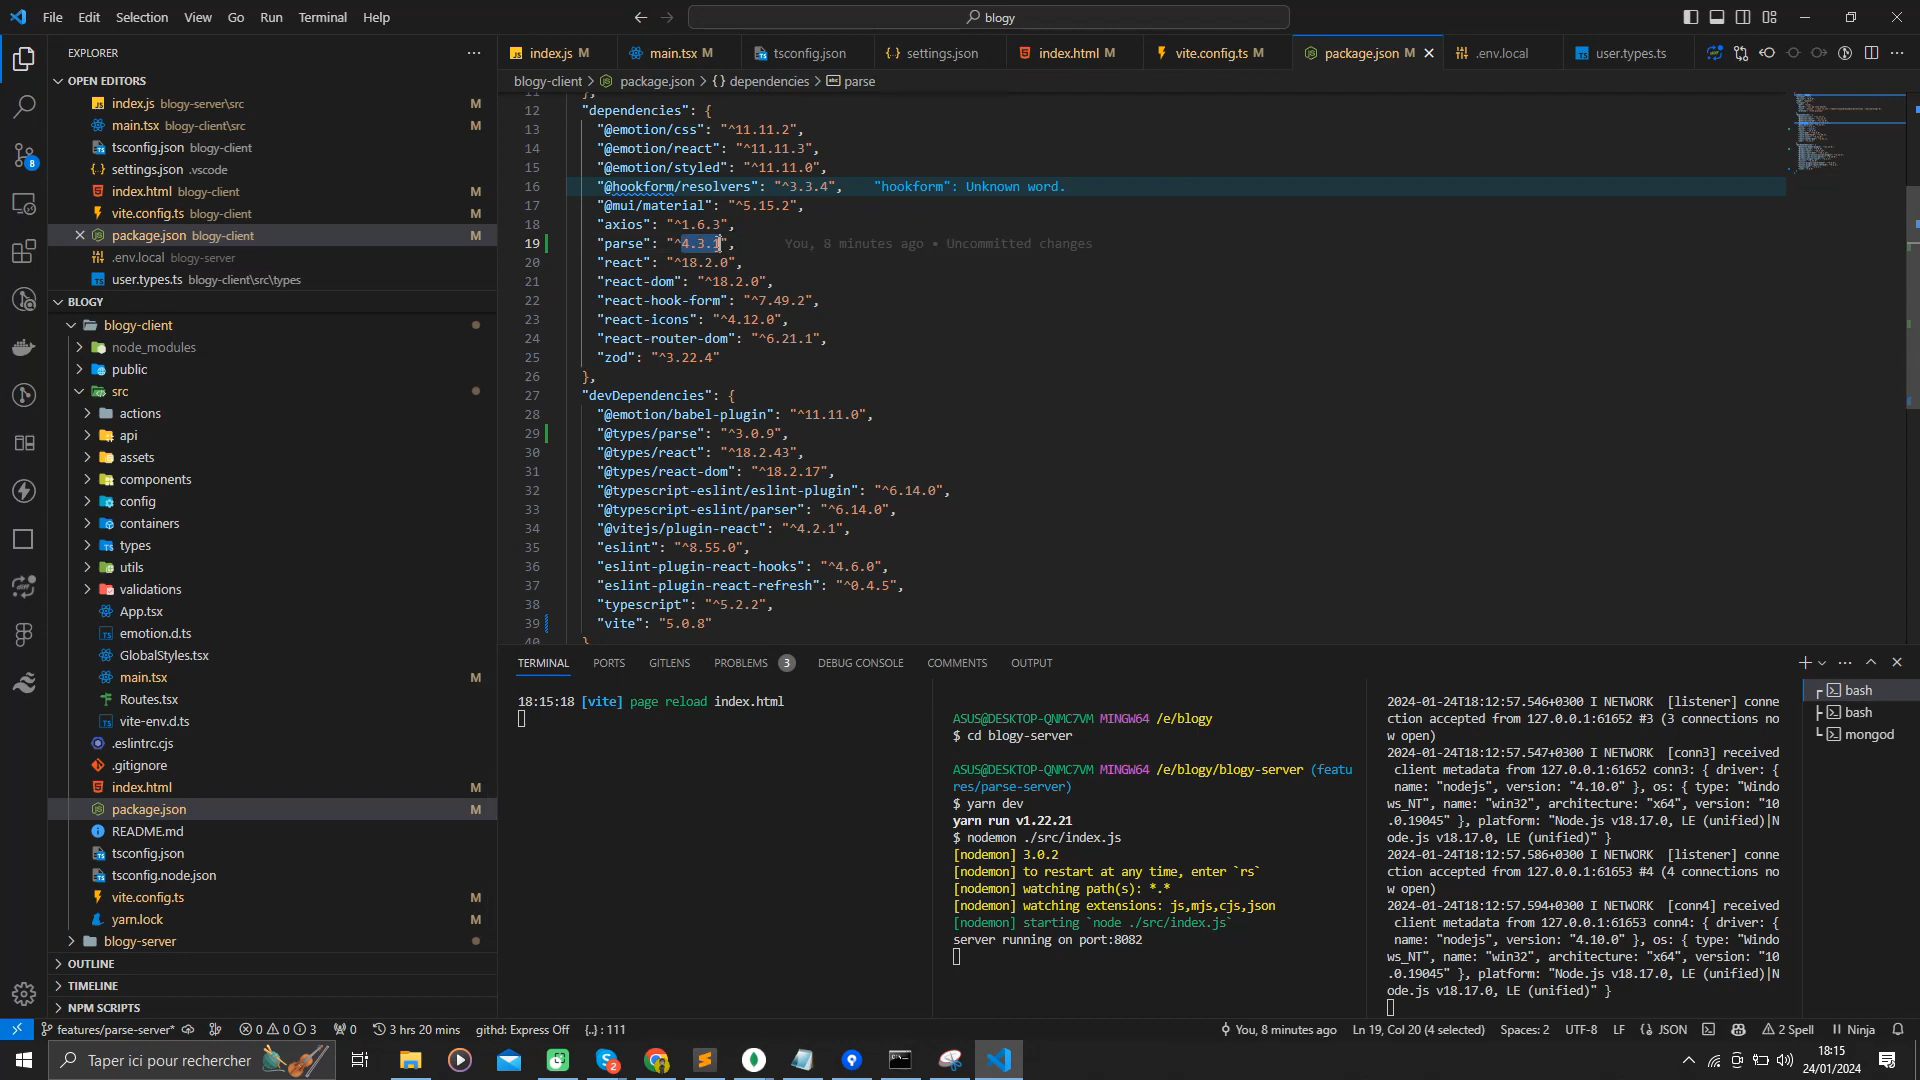 File Edit Selection View Go Run Terminal Help
blogy
EXPLORER
OPEN EDITORS
index.js blogy-server\src M
main.tsx blogy-client\src M
tsconfig.json blogy-client
settings.json .vscode
index.html blogy-client M
vite.config.ts blogy-client M
package.json blogy-client M
.env.local blogy-server
user.types.ts blogy-client\src\types
BLOGY
blogy-client
node_modules
public
src
actions
api
assets
components
config
containers
types
utils
validations
App.tsx
emotion.d.ts
GlobalStyles.tsx
main.tsx M
Routes.tsx
vite-env.d.ts
.eslintrc.cjs
.gitignore
index.html M
package.json M
README.md
tsconfig.json
tsconfig.node.json
vite.config.ts M
yarn.lock M
blogy-server
OUTLINE
TIMELINE
NPM SCRIPTS
8
index.js M main.tsx M tsconfig.json settings.json index.html M vite.config.ts M package.json M .env.local user.types.ts
blogy-client > package.json > {} dependencies > parse
12 "dependencies": {
13 "@emotion/css": "^11.11.2",
14 "@emotion/react": "^11.11.3",
15 "@emotion/styled": "^11.11.0",
16 "@hookform/resolvers": "^3.3.4", "hookform": Unknown word.
17 "@mui/material": "^5.15.2",
18 "axios": "^1.6.3",
19 "parse": "^4.3.1", You, 8 minutes ago • Uncommitted changes
20 "react": "^18.2.0",
21 "react-dom": "^18.2.0",
22 "react-hook-form": "^7.49.2",
23 "react-icons": "^4.12.0",
24 "react-router-dom": "^6.21.1",
25 "zod": "^3.22.4"
26 },
27 "devDependencies": {
28 "@emotion/babel-plugin": "^11.11.0",
29 "@types/parse": "^3.0.9",
30 "@types/react": "^18.2.43",
31 "@types/react-dom": "^18.2.17",
32 "@typescript-eslint/eslint-plugin": "^6.14.0",
33 "@typescript-eslint/parser": "^6.14.0",
34 "@vitejs/plugin-react": "^4.2.1",
35 "eslint": "^8.55.0",
36 "eslint-plugin-react-hooks": "^4.6.0",
37 "eslint-plugin-react-refresh": "^0.4.5",
38 "typescript": "^5.2.2",
39 "vite": "5.0.8"
40 }
TERMINAL PORTS GITLENS PROBLEMS 3 DEBUG CONSOLE COMMENTS OUTPUT
18:15:18 [vite] page reload index.html
ASUS@DESKTOP-QNMC7VM MINGW64 /e/blogy
$ cd blogy-server
ASUS@DESKTOP-QNMC7VM MINGW64 /e/blogy/blogy-server (featu
res/parse-server)
$ yarn dev
yarn run v1.22.21
$ nodemon ./src/index.js
[nodemon] 3.0.2
[nodemon] to restart at any time, enter `rs`
[nodemon] watching path(s): *.*
[nodemon] watching extensions: js,mjs,cjs,json
[nodemon] starting `node ./src/index.js`
server running on port:8082
2024-01-24T18:12:57.546+0300 I NETWORK [listener] conne
ction accepted from 127.0.0.1:61652 #3 (3 connections no
w open)
2024-01-24T18:12:57.547+0300 I NETWORK [conn3] received
client metadata from 127.0.0.1:61652 conn3: { driver: {
name: "nodejs", version: "4.10.0" }, os: { type: "Windo
ws_NT", name: "win32", architecture: "x64", version: "10
.0.19045" }, platform: "Node.js v18.17.0, LE (unified)|N
ode.js v18.17.0, LE (unified)" }
2024-01-24T18:12:57.586+0300 I NETWORK [listener] conne
ction accepted from 127.0.0.1:61653 #4 (4 connections no
w open)
2024-01-24T18:12:57.594+0300 I NETWORK [conn4] received
client metadata from 127.0.0.1:61653 conn4: { driver: {
name: "nodejs", version: "4.10.0" }, os: { type: "Windo
ws_NT", name: "win32", architecture: "x64", version: "10
.0.19045" }, platform: "Node.js v18.17.0, LE (unified)|N
ode.js v18.17.0, LE (unified)" }
bash
bash
mongod
features/parse-server* 0 0 3 0 3 hrs 20 mins githd: Express Off {..} : 111 You, 8 minutes ago Ln 19, Col 20 (4 selected) Spaces: 2 UTF-8 LF JSON 2 Spell Ninja
Taper ici pour rechercher
2
18:15
24/01/2024